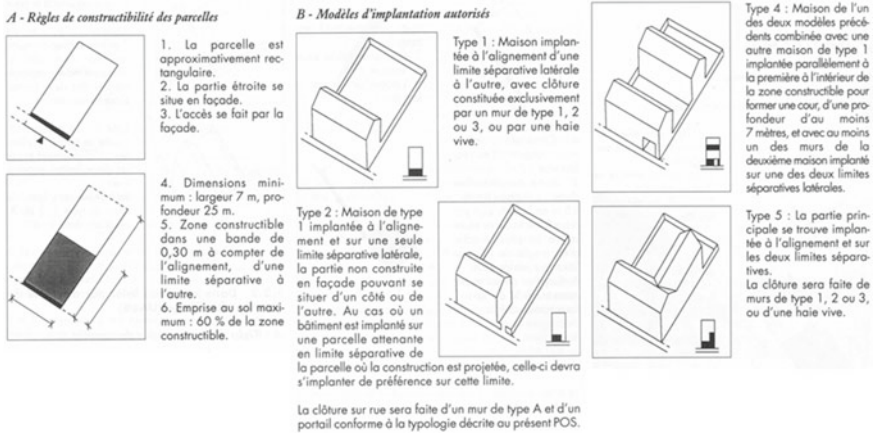 A - Règles de constructibilité des parcelles
1. La parcelle est
approximativement rec-
tangulaire.
2. La partie étroite se
situe en façade.
3. L'accès se fait par la
façade.
4. Dimensions mini-
mum : largeur 7 m, pro-
fondeur 25 m.
5. Zone constructible
dans une bande de
0,30 m à compter de
l'alignement, d'une
limite séparative à
l'autre.
6. Emprise au sol maxi-
mum : 60 % de la zone
constructible.
B - Modèles d'implantation autorisés
Type 1 : Maison implan-
tée à l'alignement d'une
limite séparative latérale
à l'autre, avec clôture
constituée exclusivement
par un mur de type 1, 2
ou 3, ou par une haie
vive.
Type 2 : Maison de type
1 implantée à l'aligne-
ment et sur une seule
limite séparative latérale,
la partie non construite
en façade pouvant se
situer d'un côté ou de
l'autre. Au cas où un
bâtiment est implanté sur
une parcelle attenante
en limite séparative de
la parcelle où la construction est projetée, celle-ci devra
s'implanter de préférence sur cette limite.
La clôture sur rue sera faite d'un mur de type A et d'un
portail conforme à la typologie décrite au présent POS.
Type 4 : Maison de l'un
des deux modèles précé-
dents combinée avec une
autre maison de type 1
implantée parallèlement à
la première à l'intérieur de
la zone constructible pour
former une cour, d'une pro-
fondeur d'au moins
7 mètres, et avec au moins
un des murs de la
deuxième maison implanté
sur une des deux limites
séparatives latérales.
Type 5 : La partie prin-
cipale se trouve implan-
tée à l'alignement et sur
les deux limites sépara-
tives.
La clôture sera faite de
murs de type 1, 2 ou 3,
ou d'une haie vive.